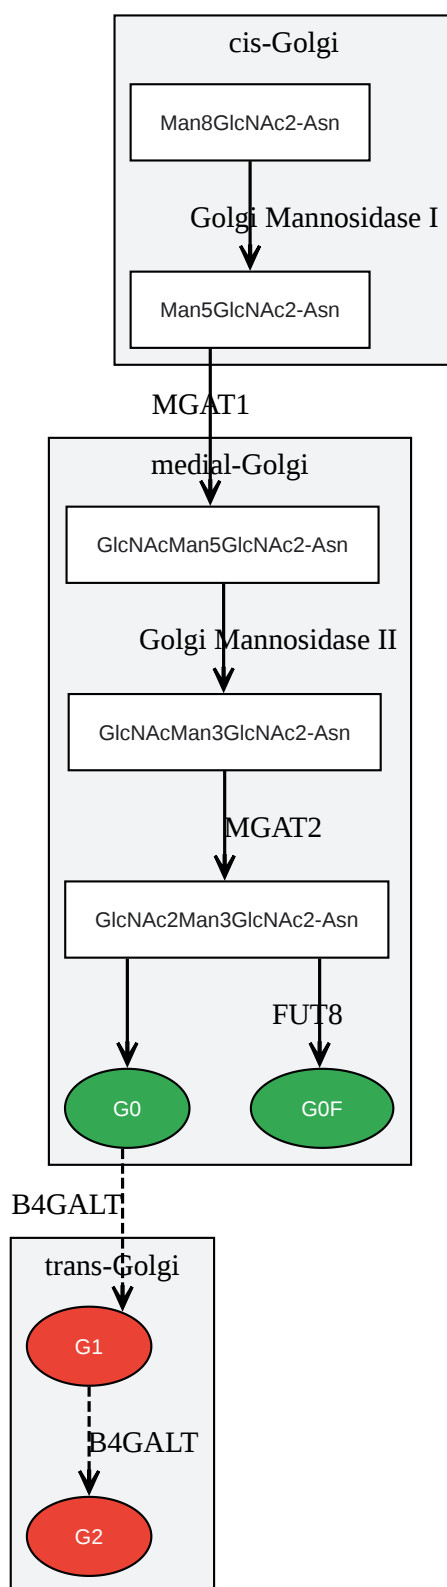 cis-Golgi
Man8GlcNAc2-Asn
Golgi Mannosidase I
Man5GlcNAc2-Asn
MGAT1
medial-Golgi
GlcNAcMan5GlcNAc2-Asn
Golgi Mannosidase II
GlcNAcMan3GlcNAc2-Asn
MGAT2
GlcNAc2Man3GlcNAc2-Asn
FUT8
G0
G0F
B4GALT
trans-Golgi
G1
B4GALT
G2